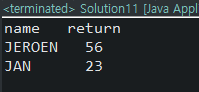 <terminated> Solution11 [Java Appl
name return
JEROEN 56
JAN 23